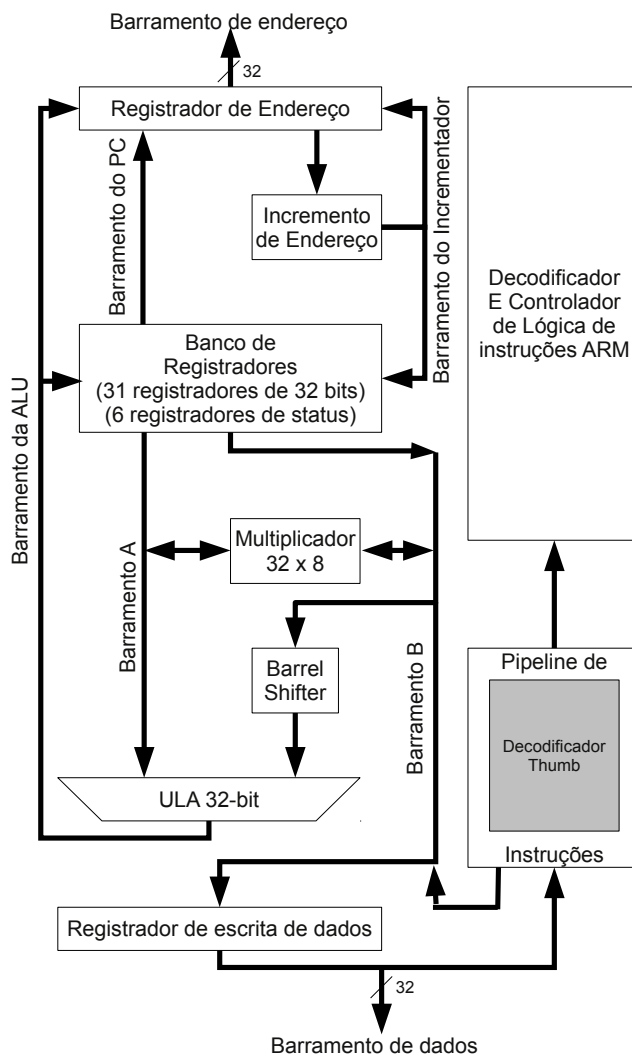 Barramento de endereço
32
Registrador de Endereço
Barramento do PC
Incremento
de Endereço
Barramento do Incrementador
Decodificador
E Controlador
de Lógica de
instruções ARM
Banco de
Registradores
(31 registradores de 32 bits)
(6 registradores de status)
Barramento da ALU
Barramento A
Multiplicador
32 x 8
Barrel
Shifter
Barramento B
Pipeline de
Decodificador
Thumb
Instruções
ULA 32-bit
Registrador de escrita de dados
32
Barramento de dados